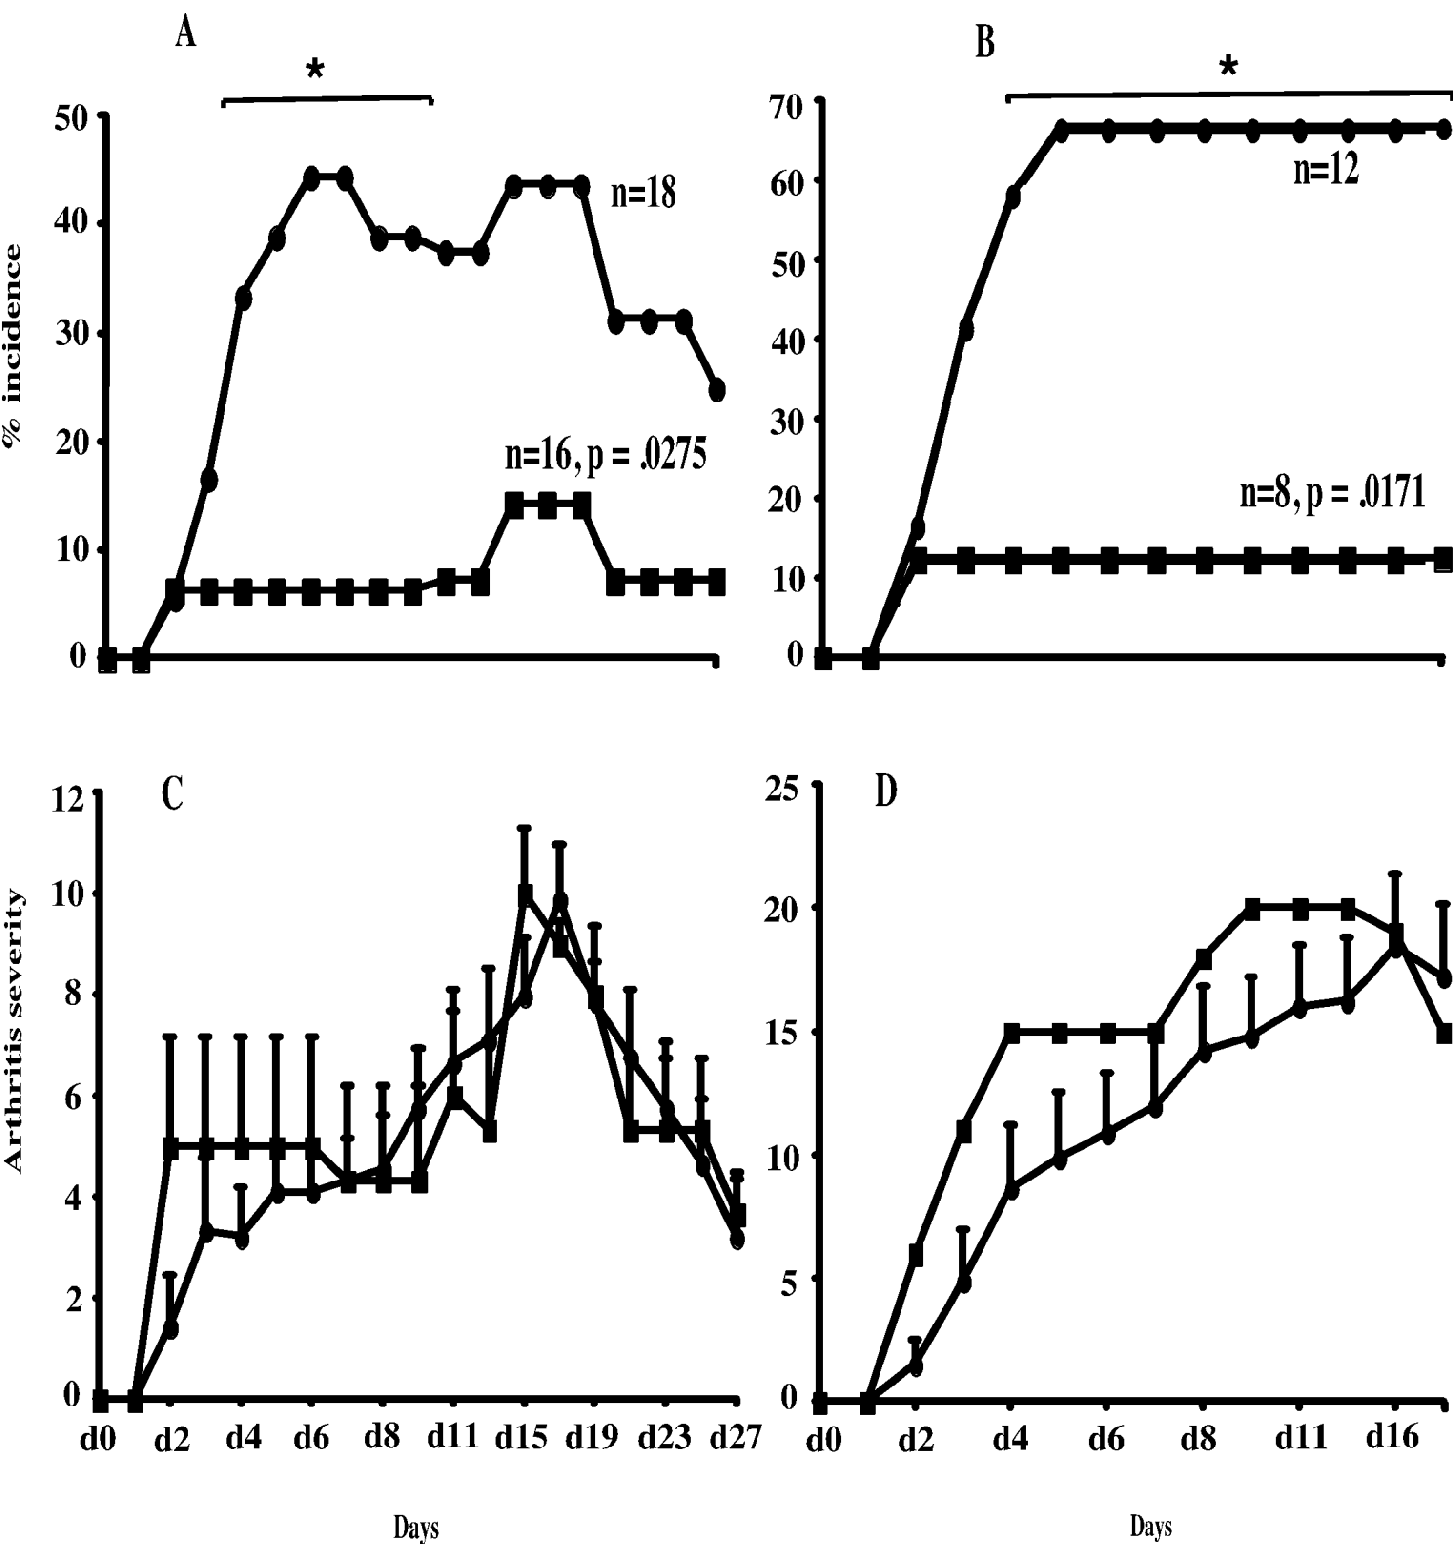 A
*
50
40
30
20
10
0
% incidence
n=18
n=16, p = .0275
B
*
70
60
50
40
30
20
10
0
n=12
n=8, p = .0171
C
12
10
8
6
4
2
0
Arthritis severity
d0 d2 d4 d6 d8 d11 d15 d19 d23 d27
Days
D
25
20
15
10
5
0
d0 d2 d4 d6 d8 d11 d16
Days